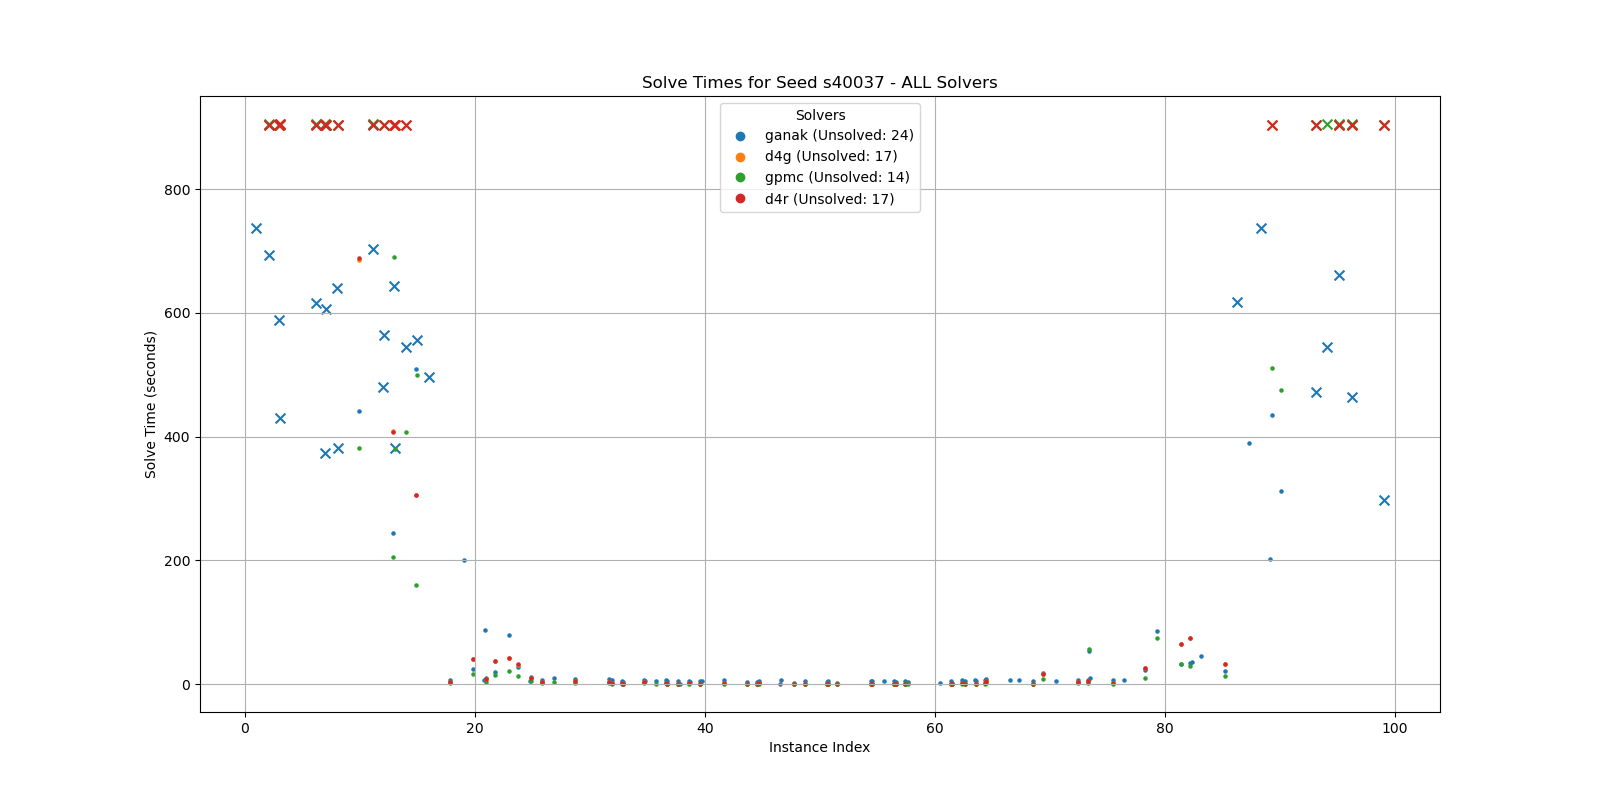 Solve Times for Seed s40037 - ALL Solvers
Solvers
ganak (Unsolved: 24)
d4g (Unsolved: 17)
gpmc (Unsolved: 14)
d4r (Unsolved: 17)
Solve Time (seconds)
800
600
400
200
0
0 20 40 60 80 100
Instance Index